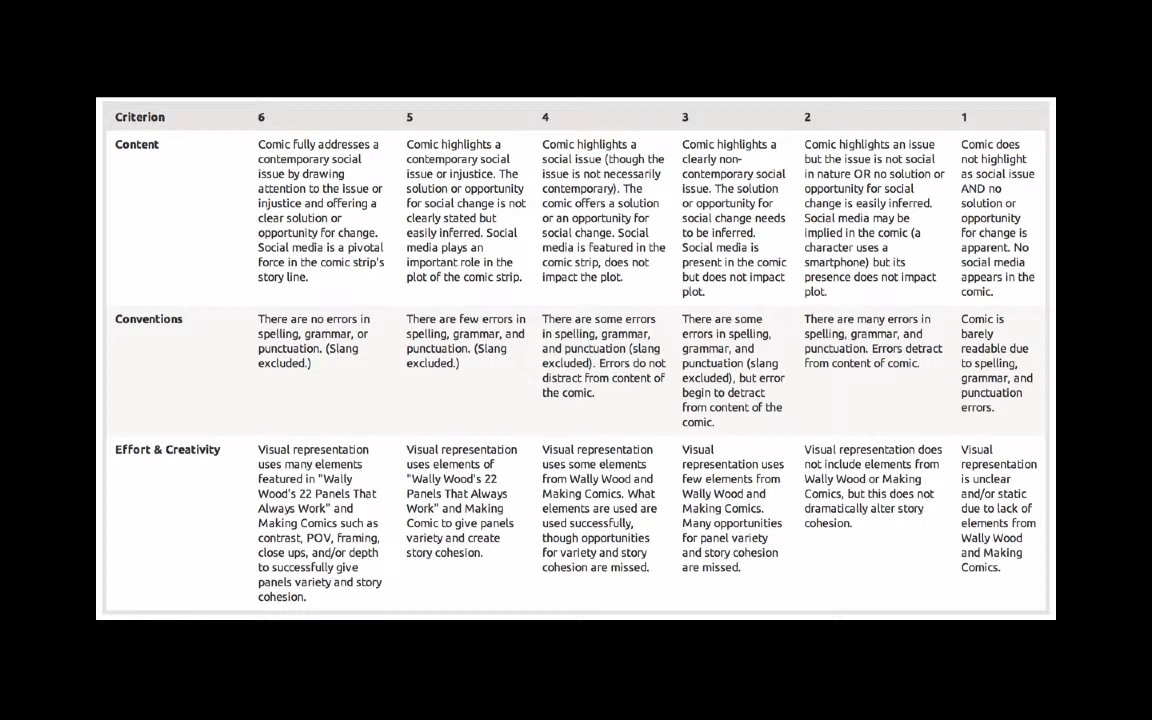 Criterion
6
5
4
3
2
1
Content
Comic fully addresses a
contemporary social
issue by drawing
attention to the issue or
injustice and offering a
clear solution or
opportunity for change.
Social media is a pivotal
force in the comic strip's
story line.
Comic highlights a
contemporary social
issue or injustice. The
solution or opportunity
for social change is not
clearly stated but
easily inferred. Social
media plays an
important role in the
plot of the comic strip.
Comic highlights a
social issue (though the
issue is not necessarily
contemporary). The
comic offers a solution
or an opportunity for
social change. Social
media is featured in the
comic strip, does not
impact the plot.
Comic highlights a
clearly non-
contemporary social
issue. The solution
or opportunity for
social change needs
to be inferred.
Social media is
present in the comic
but does not impact
plot.
Comic highlights an issue
but the issue is not social
in nature OR no solution or
opportunity for social
change is easily inferred.
Social media may be
implied in the comic (a
character uses a
smartphone) but its
presence does not impact
plot.
Comic does
not highlight
as social issue
AND no
solution or
opportunity
for change is
apparent. No
social media
appears in the
comic.
Conventions
There are no errors in
spelling, grammar, or
punctuation. (Slang
excluded.)
There are few errors in
spelling, grammar, and
punctuation. (Slang
excluded.)
There are some errors
in spelling, grammar,
and punctuation (slang
excluded). Errors do not
distract from content of
the comic.
There are some
errors in spelling,
grammar, and
punctuation (slang
excluded), but error
begin to detract
from content of the
comic.
There are many errors in
spelling, grammar, and
punctuation. Errors detract
from content of comic.
Comic is
barely
readable due
to spelling,
grammar, and
punctuation
errors.
Effort & Creativity
Visual representation
uses many elements
featured in "Wally
Wood's 22 Panels That
Always Work" and
Making Comics such as
contrast, POV, framing,
close ups, and/or depth
to successfully give
panels variety and story
cohesion.
Visual representation
uses elements of
"Wally Wood's 22
Panels That Always
Work" and Making
Comic to give panels
variety and create
story cohesion.
Visual representation
uses some elements
from Wally Wood and
Making Comics. What
elements are used are
used successfully,
though opportunities
for variety and story
cohesion are missed.
Visual
representation uses
few elements from
Wally Wood and
Making Comics.
Many opportunities
for panel variety
and story cohesion
are missed.
Visual representation does
not include elements from
Wally Wood or Making
Comics, but this does not
dramatically alter story
cohesion.
Visual
representation
is unclear
and/or static
due to lack of
elements from
Wally Wood
and Making
Comics.